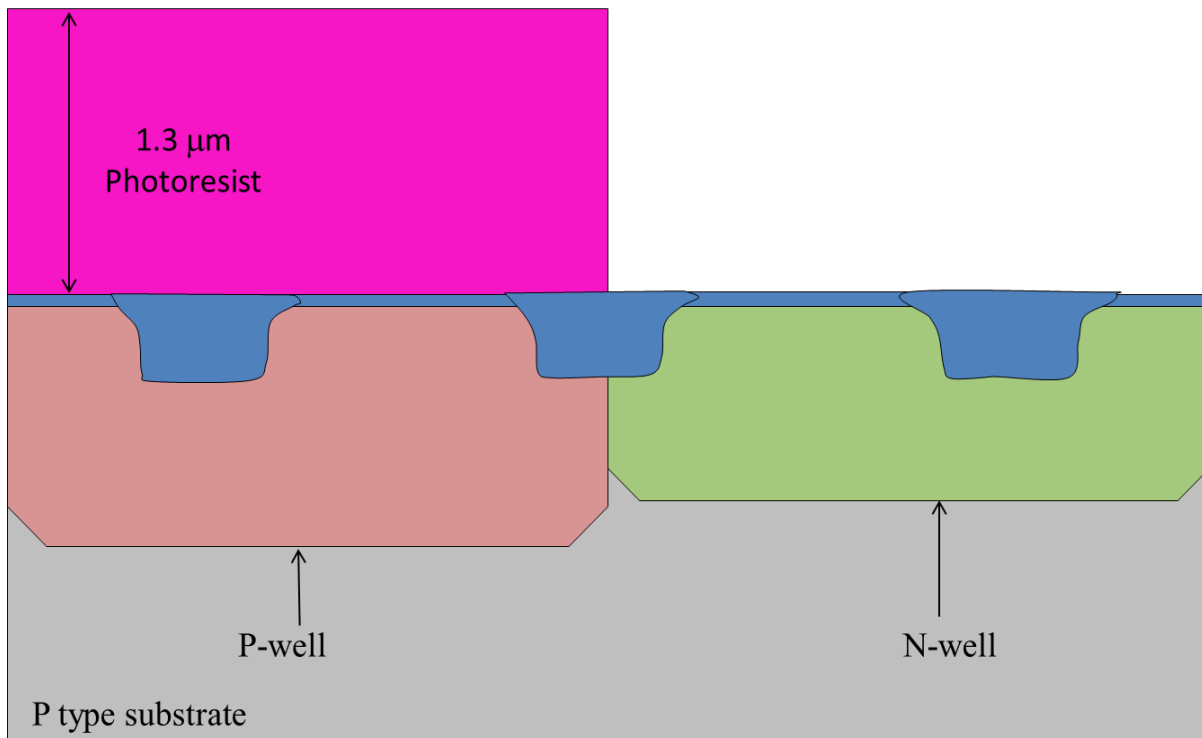 1.3 μm
Photoresist
P-well
N-well
P type substrate